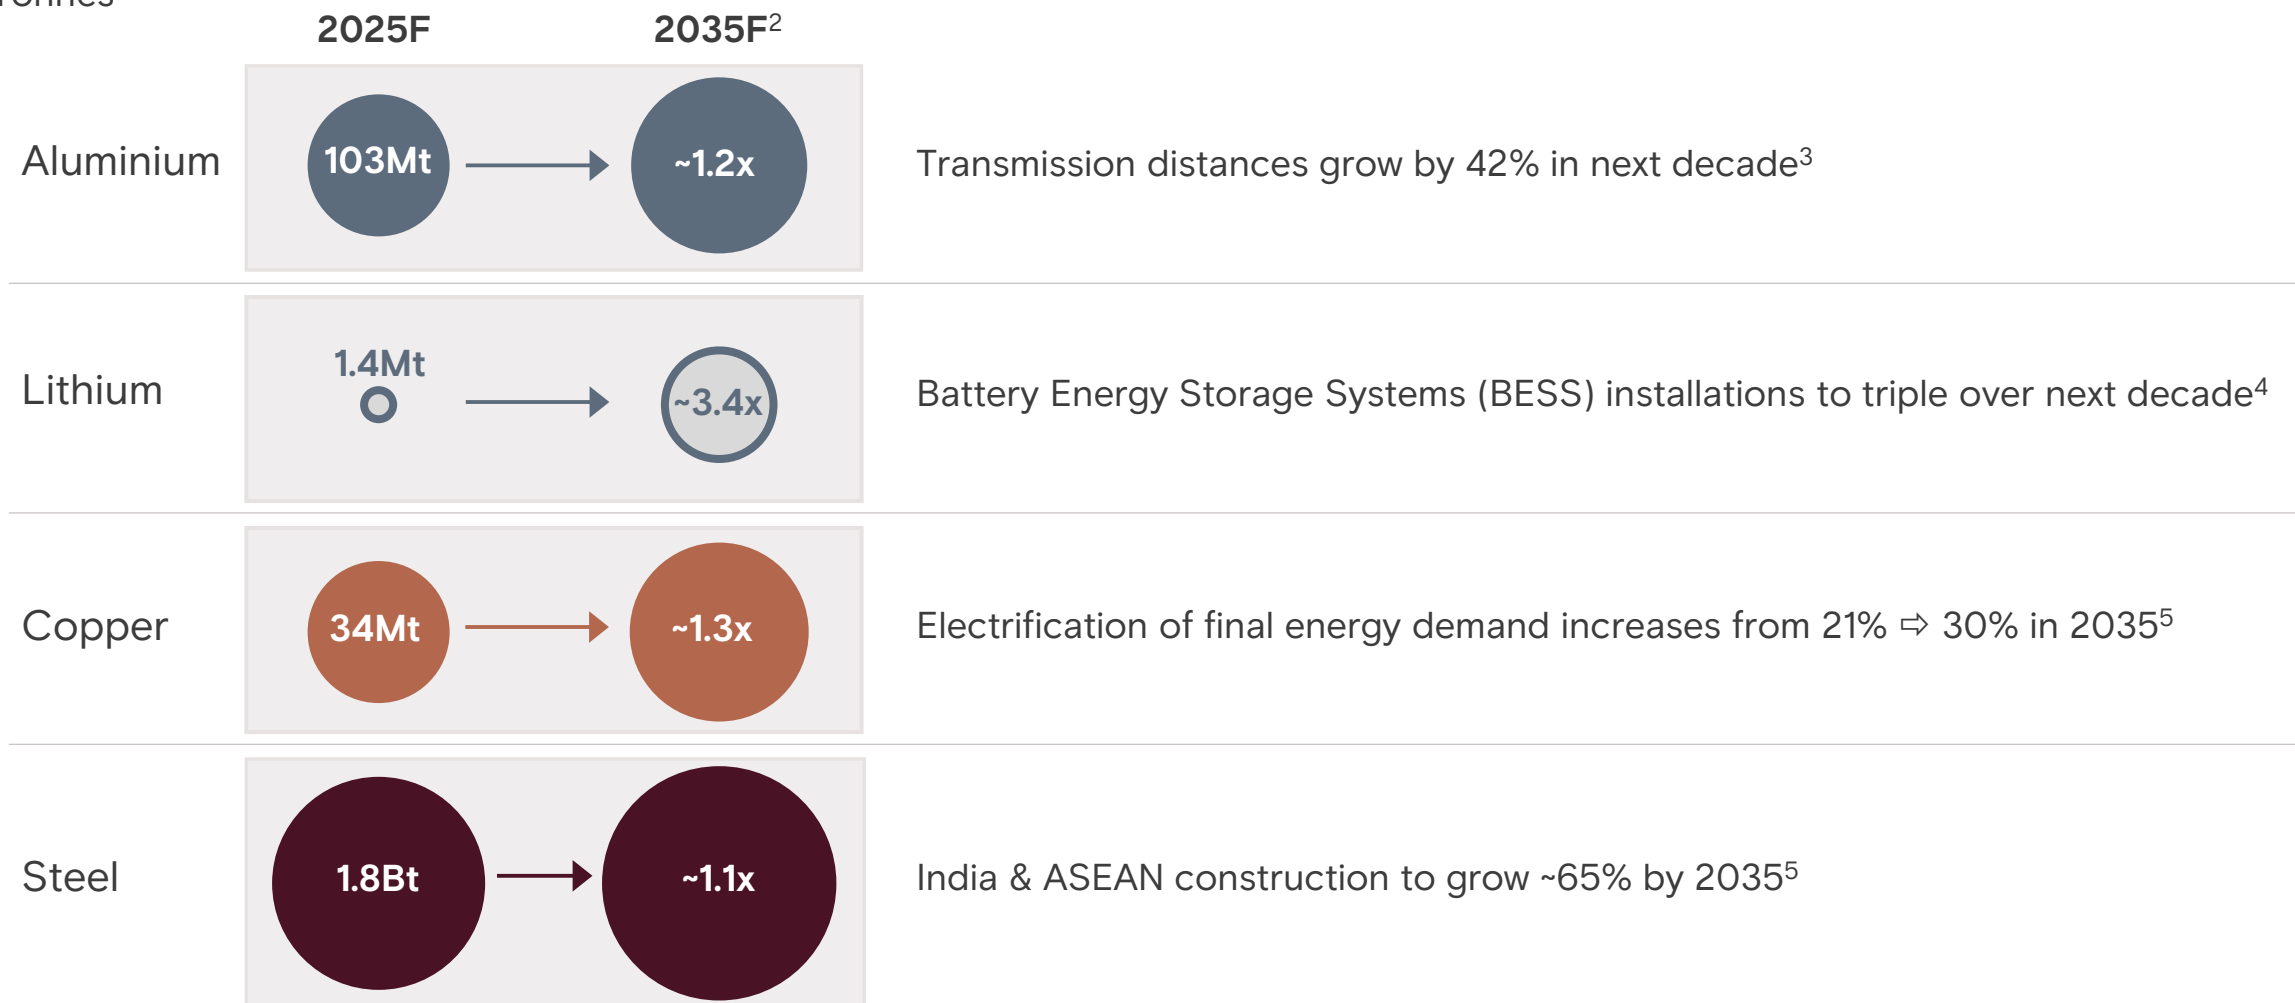 2025F 2035F²
Aluminium 103Mt ~1.2x Transmission distances grow by 42% in next decade³
Lithium 1.4Mt ~3.4x Battery Energy Storage Systems (BESS) installations to triple over next decade⁴
Copper 34Mt ~1.3x Electrification of final energy demand increases from 21% ⇨ 30% in 2035⁵
Steel 1.8Bt ~1.1x India & ASEAN construction to grow ~65% by 2035⁵